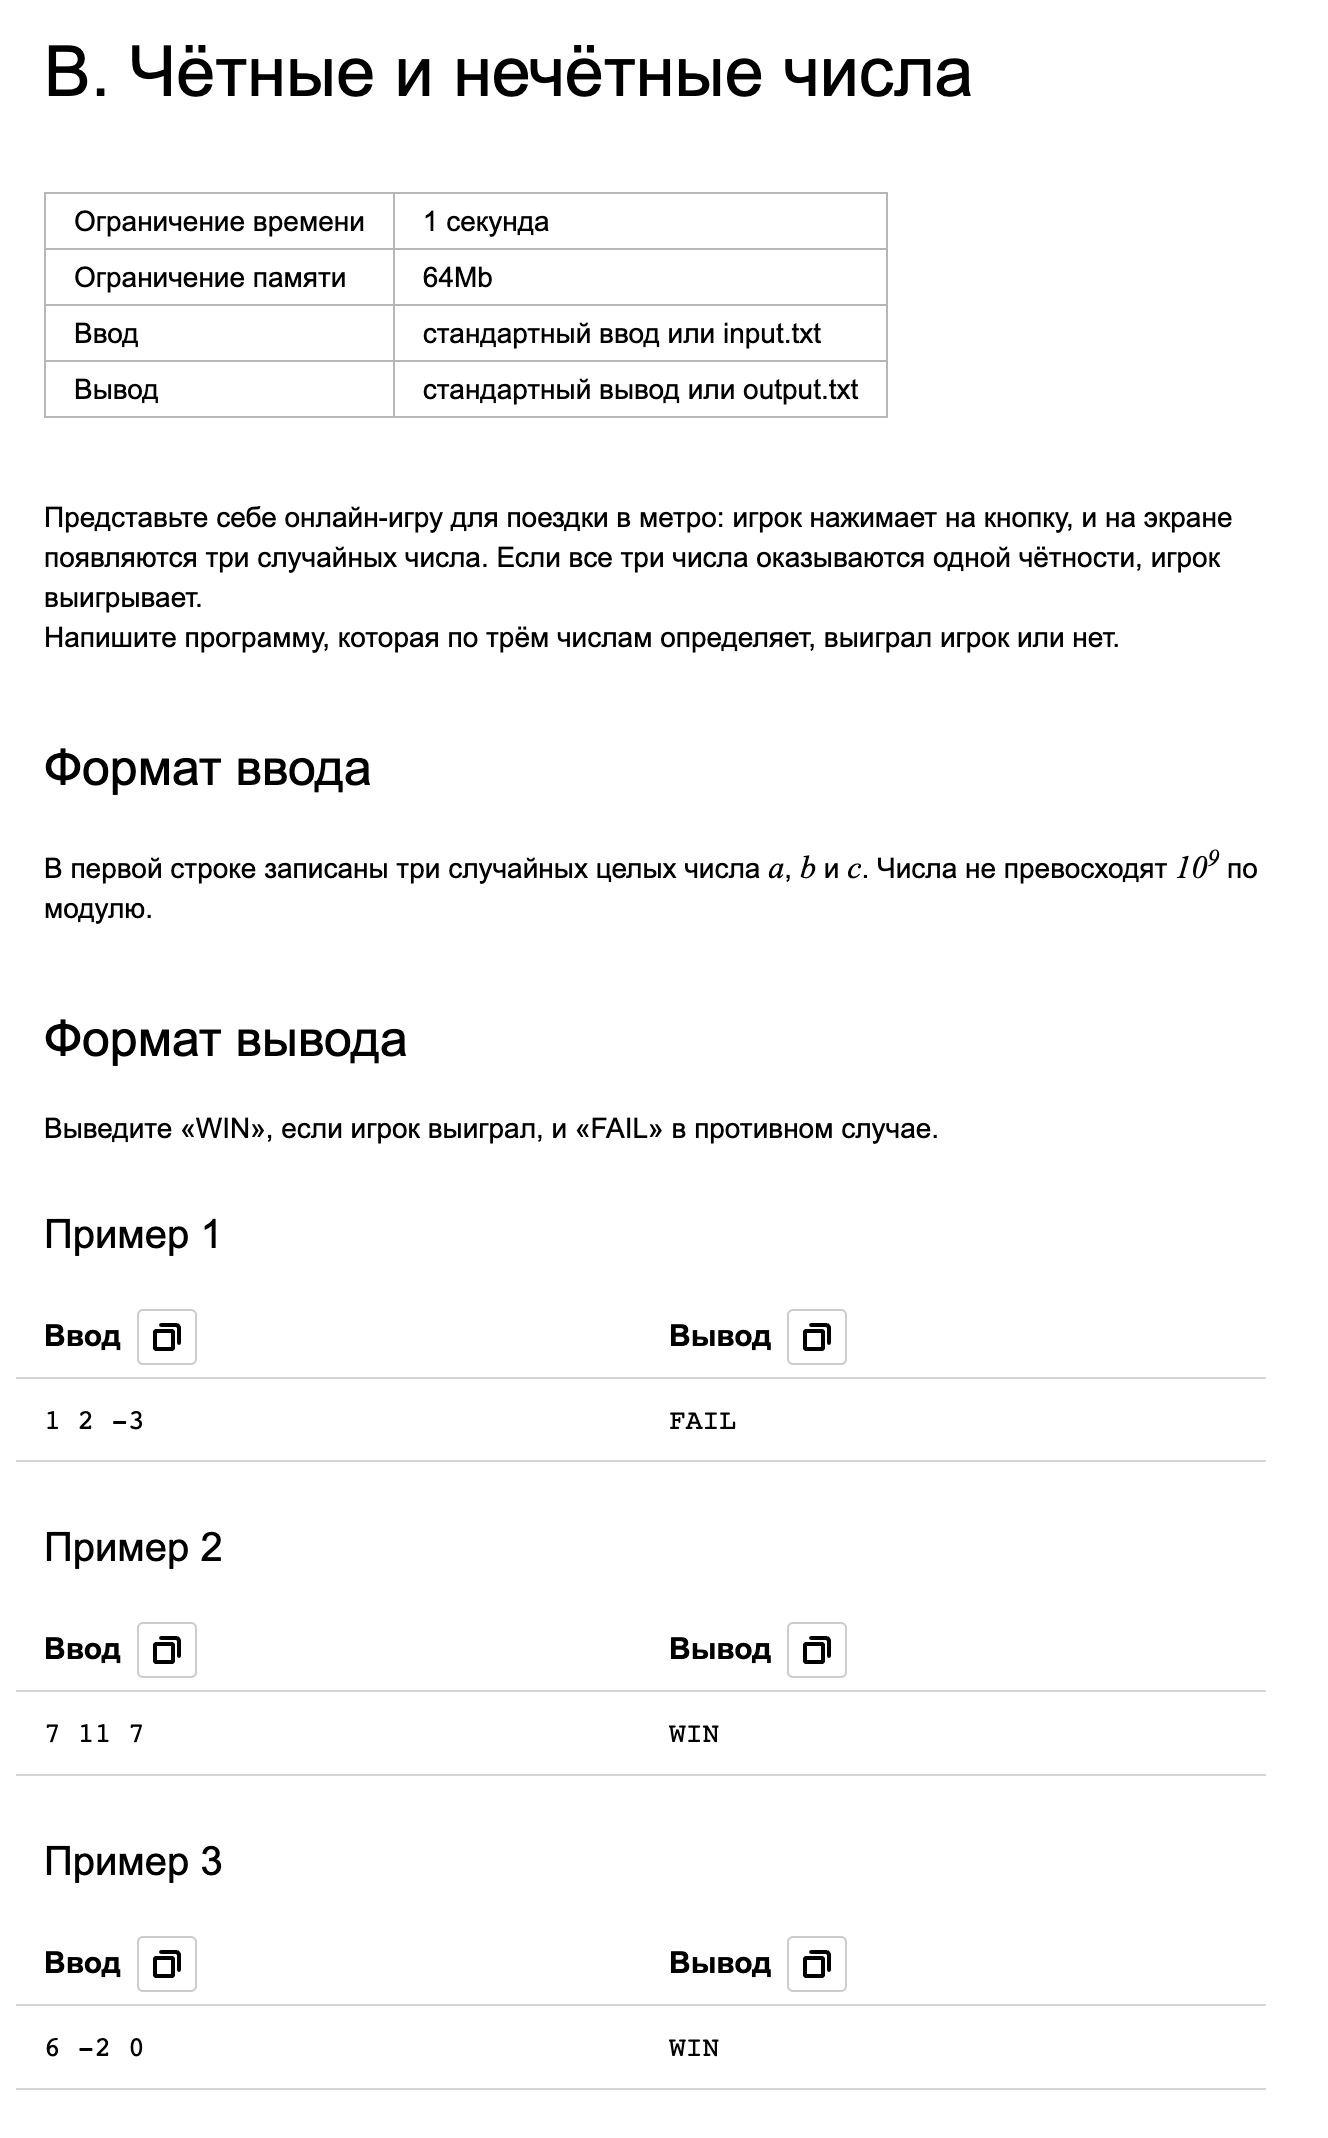 B. Чётные и нечётные числа
Ограничение времени 1 секунда
Ограничение памяти 64Mb
Ввод стандартный ввод или input.txt
Вывод стандартный вывод или output.txt
Представьте себе онлайн-игру для поездки в метро: игрок нажимает на кнопку, и на экране
появляются три случайных числа. Если все три числа оказываются одной чётности, игрок
выигрывает.
Напишите программу, которая по трём числам определяет, выиграл игрок или нет.
Формат ввода
В первой строке записаны три случайных целых числа a, b и c. Числа не превосходят 10⁹ по
модулю.
Формат вывода
Выведите «WIN», если игрок выиграл, и «FAIL» в противном случае.
Пример 1
Ввод Вывод
1 2 -3 FAIL
Пример 2
Ввод Вывод
7 11 7 WIN
Пример 3
Ввод Вывод
6 -2 0 WIN